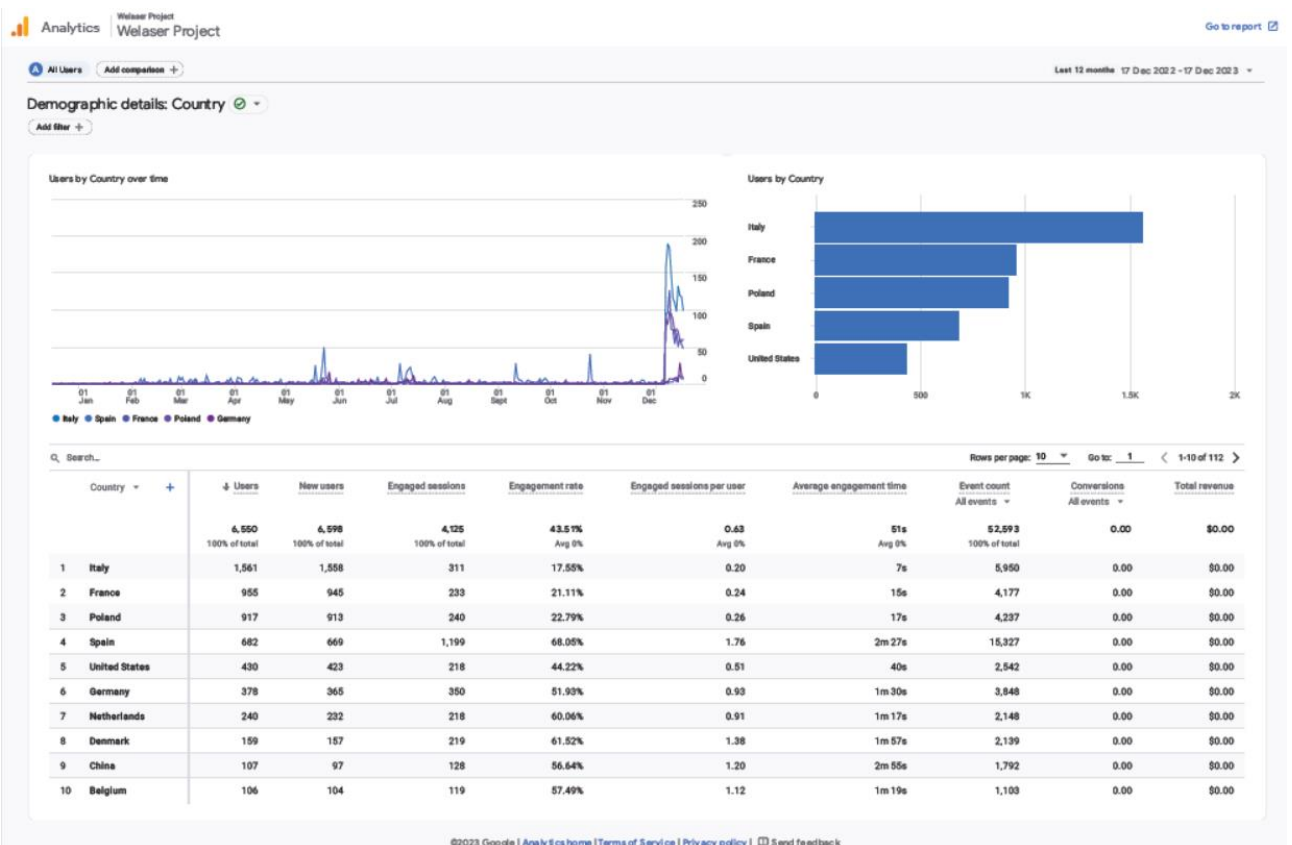 Analytics
Welaser Project
Welaser Project
Go to report
A All Users
Add comparison +
Last 12 months 17 Dec 2022 - 17 Dec 2023
Demographic details: Country
Add filter +
Users by Country over time
250
200
150
100
50
0
01 Jan
01 Feb
01 Mar
01 Apr
01 May
01 Jun
01 Jul
01 Aug
01 Sept
01 Oct
01 Nov
01 Dec
Italy Spain France Poland Germany
Users by Country
Italy
France
Poland
Spain
United States
0 500 1K 1.5K 2K
Search...
Rows per page: 10 Go to: 1 < 1-10 of 112 >
Country + ↓ Users New users Engaged sessions Engagement rate Engaged sessions per user Average engagement time Event count Conversions Total revenue
All events All events
6,550 6,598 4,125 43.51% 0.63 51s 52,593 0.00 $0.00
100% of total 100% of total 100% of total Avg 0% Avg 0% Avg 0% 100% of total
1 Italy 1,561 1,558 311 17.55% 0.20 7s 5,950 0.00 $0.00
2 France 955 945 233 21.11% 0.24 15s 4,177 0.00 $0.00
3 Poland 917 913 240 22.79% 0.26 17s 4,237 0.00 $0.00
4 Spain 682 669 1,199 68.05% 1.76 2m 27s 15,327 0.00 $0.00
5 United States 430 423 218 44.22% 0.51 40s 2,542 0.00 $0.00
6 Germany 378 365 350 51.93% 0.93 1m 30s 3,848 0.00 $0.00
7 Netherlands 240 232 218 60.06% 0.91 1m 17s 2,148 0.00 $0.00
8 Denmark 159 157 219 61.52% 1.38 1m 57s 2,139 0.00 $0.00
9 China 107 97 128 56.64% 1.20 2m 55s 1,792 0.00 $0.00
10 Belgium 106 104 119 57.49% 1.12 1m 19s 1,103 0.00 $0.00
©2023 Google | Analytics home | Terms of Service | Privacy policy | Send feedback